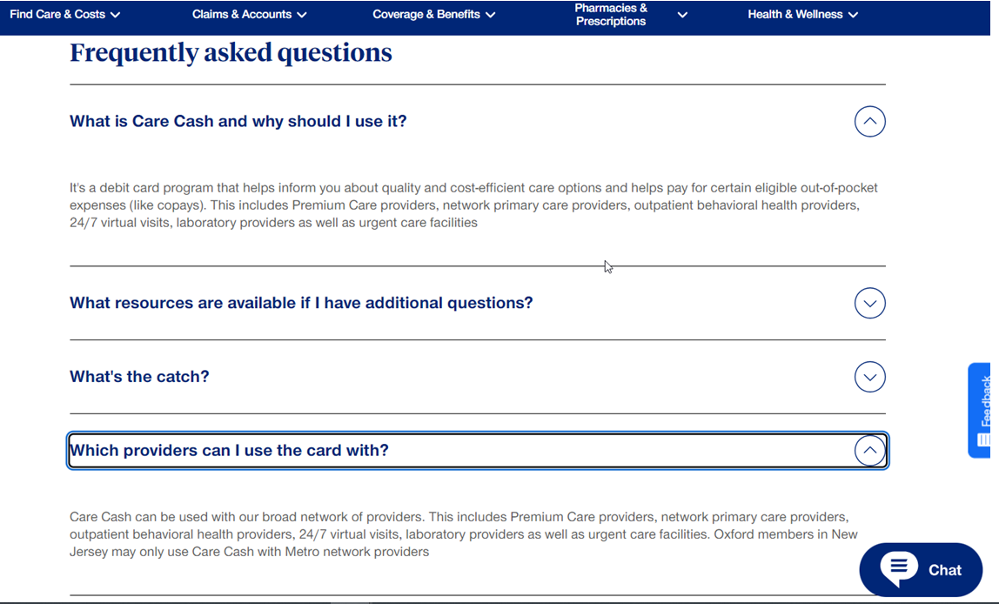 Find Care & Costs
Claims & Accounts
Coverage & Benefits
Pharmacies &
Prescriptions
Health & Wellness
Frequently asked questions
What is Care Cash and why should I use it?
It's a debit card program that helps inform you about quality and cost-efficient care options and helps pay for certain eligible out-of-pocket
expenses (like copays). This includes Premium Care providers, network primary care providers, outpatient behavioral health providers,
24/7 virtual visits, laboratory providers as well as urgent care facilities
What resources are available if I have additional questions?
What's the catch?
Feedback
Which providers can I use the card with?
Care Cash can be used with our broad network of providers. This includes Premium Care providers, network primary care providers,
outpatient behavioral health providers, 24/7 virtual visits, laboratory providers as well as urgent care facilities. Oxford members in New
Jersey may only use Care Cash with Metro network providers
Chat